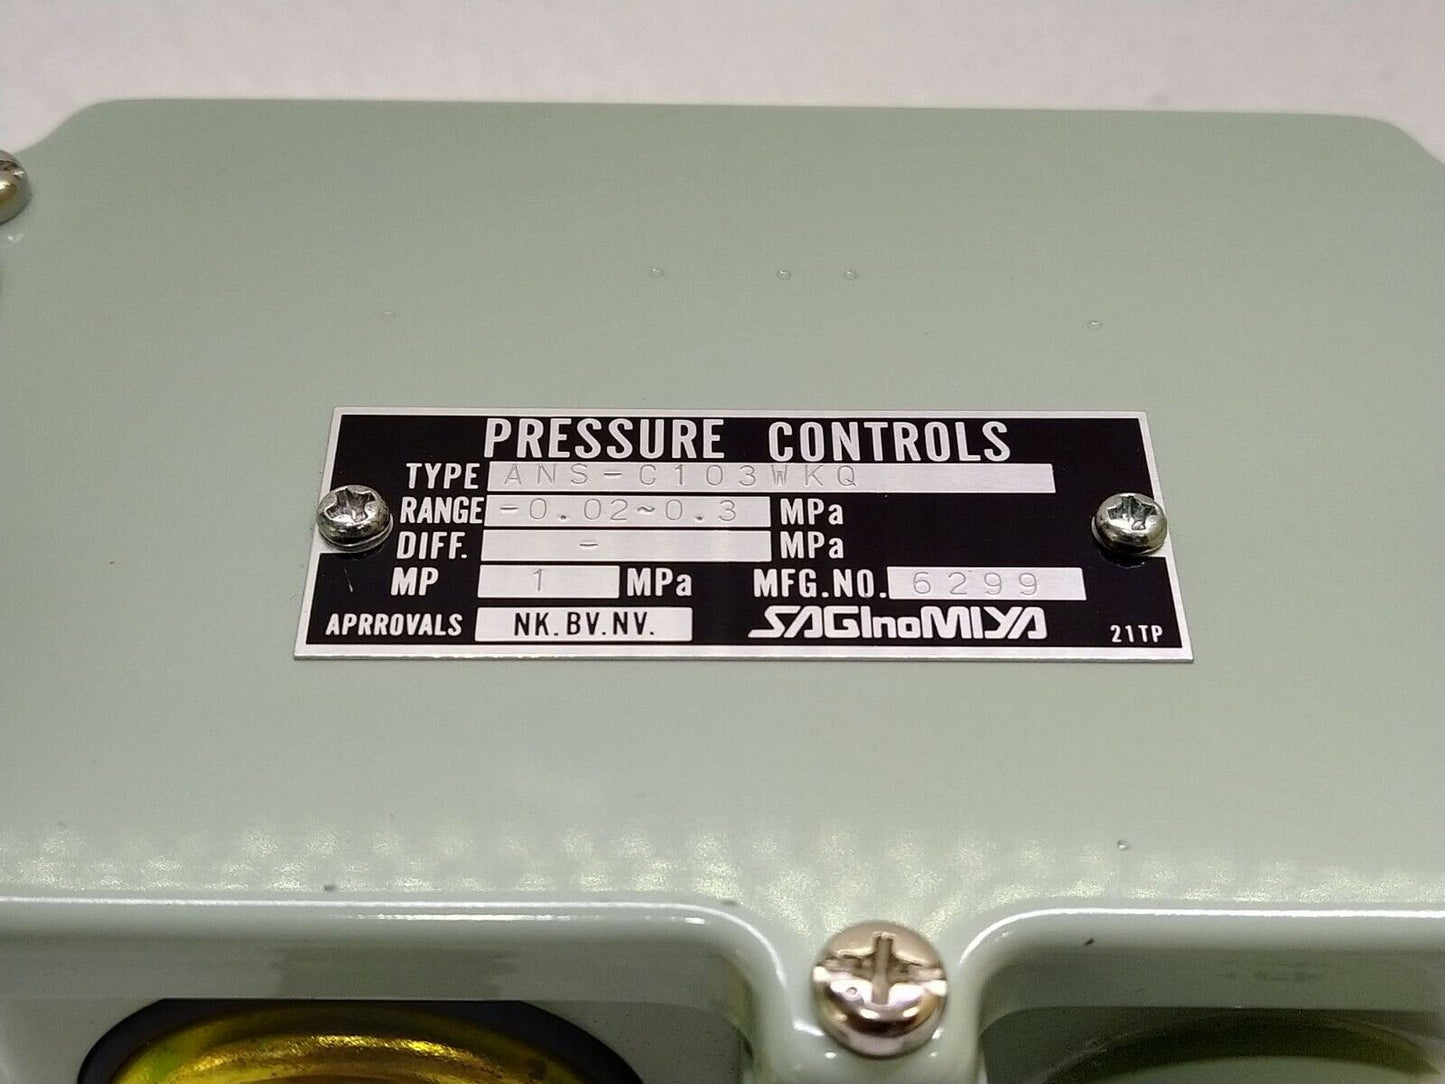 PRESSURE CONTROLS
TYPE ANS-C103WKQ
RANGE -0.02~0.3 MPa
DIFF. - MPa
MP 1 MPa MFG.NO. 6299
APRROVALS NK.BV.NV. SAGInoMIYA 21TP